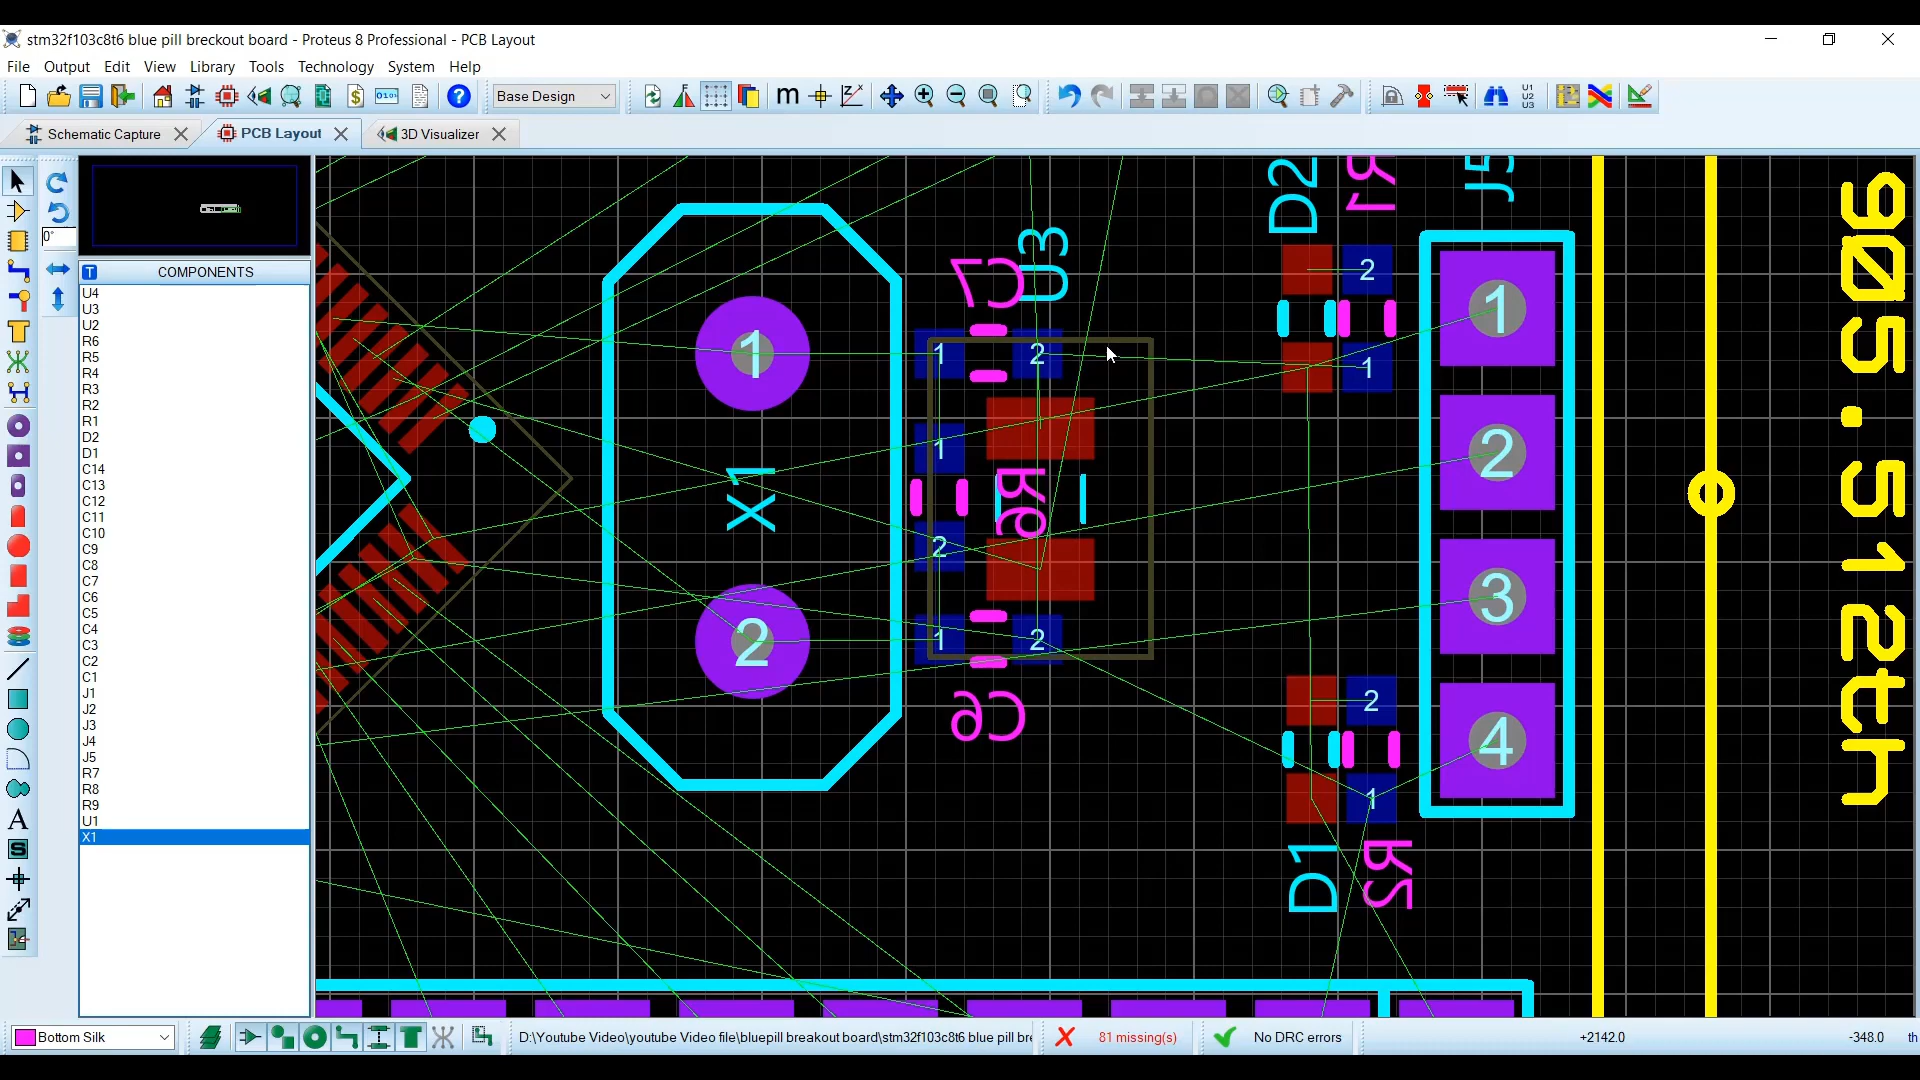 stm32f103c8t6 blue pill breckout board - Proteus 8 Professional - PCB Layout
File Output Edit View Library Tools Technology System Help
Base Design
Schematic Capture
PCB Layout
3D Visualizer
0°
COMPONENTS
U4
U3
U2
R6
R5
R4
R3
R2
R1
D2
D1
C14
C13
C12
C11
C10
C9
C8
C7
C6
C5
C4
C3
C2
C1
J1
J2
J3
J4
J5
R7
R8
R9
U1
X1
X1
1
2
C7
U3
1 2
1
2
R6
1 2
C6
D2
R1
J5
2
1
2
1
D1
R2
1
2
3
4
905.512th
Bottom Silk
D:\Youtube Video\youtube Video file\bluepill breakout board\stm32f103c8t6 blue pill bre
81 missing(s)
No DRC errors
+2142.0
-348.0
th